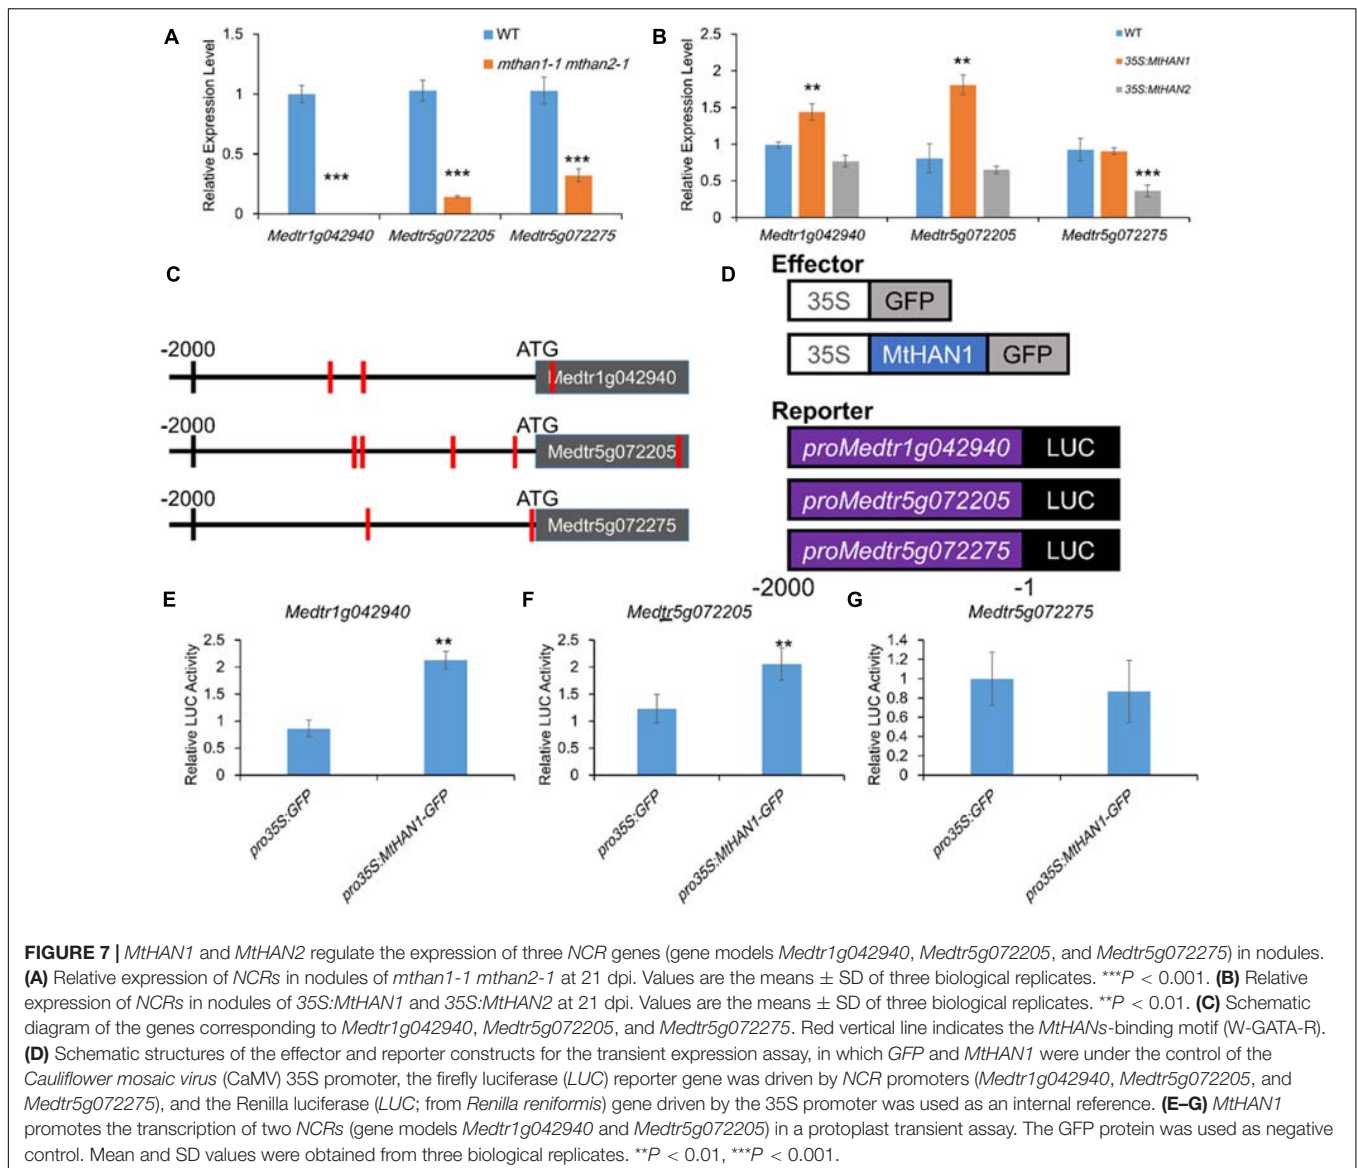 A
1.5
1
0.5
0
Relative Expression Level
WT
mthan1-1 mthan2-1
***
***
***
Medtr1g042940 Medtr5g072205 Medtr5g072275
B
2.5
2
1.5
1
0.5
0
Relative Expression Level
WT
35S:MtHAN1
35S:MtHAN2
**
**
***
Medtr1g042940 Medtr5g072205 Medtr5g072275
C
-2000 ATG
Medtr1g042940
-2000 ATG
Medtr5g072205
-2000 ATG
Medtr5g072275
D
Effector
35S GFP
35S MtHAN1 GFP
Reporter
proMedtr1g042940 LUC
proMedtr5g072205 LUC
proMedtr5g072275 LUC
-2000 -1
E
Medtr1g042940
2.5
2
1.5
1
0.5
0
Relative LUC Activity
**
pro35S:GFP
pro35S:MtHAN1-GFP
F
Medtr5g072205
2.5
2
1.5
1
0.5
0
Relative LUC Activity
**
pro35S:GFP
pro35S:MtHAN1-GFP
G
Medtr5g072275
1.4
1.2
1
0.8
0.6
0.4
0.2
0
Relative LUC Activity
pro35S:GFP
pro35S:MtHAN1-GFP
FIGURE 7 | MtHAN1 and MtHAN2 regulate the expression of three NCR genes (gene models Medtr1g042940, Medtr5g072205, and Medtr5g072275) in nodules.
(A) Relative expression of NCRs in nodules of mthan1-1 mthan2-1 at 21 dpi. Values are the means ± SD of three biological replicates. ***P < 0.001. (B) Relative
expression of NCRs in nodules of 35S:MtHAN1 and 35S:MtHAN2 at 21 dpi. Values are the means ± SD of three biological replicates. **P < 0.01. (C) Schematic
diagram of the genes corresponding to Medtr1g042940, Medtr5g072205, and Medtr5g072275. Red vertical line indicates the MtHANs-binding motif (W-GATA-R).
(D) Schematic structures of the effector and reporter constructs for the transient expression assay, in which GFP and MtHAN1 were under the control of the
Cauliflower mosaic virus (CaMV) 35S promoter, the firefly luciferase (LUC) reporter gene was driven by NCR promoters (Medtr1g042940, Medtr5g072205, and
Medtr5g072275), and the Renilla luciferase (LUC; from Renilla reniformis) gene driven by the 35S promoter was used as an internal reference. (E–G) MtHAN1
promotes the transcription of two NCRs (gene models Medtr1g042940 and Medtr5g072205) in a protoplast transient assay. The GFP protein was used as negative
control. Mean and SD values were obtained from three biological replicates. **P < 0.01, ***P < 0.001.